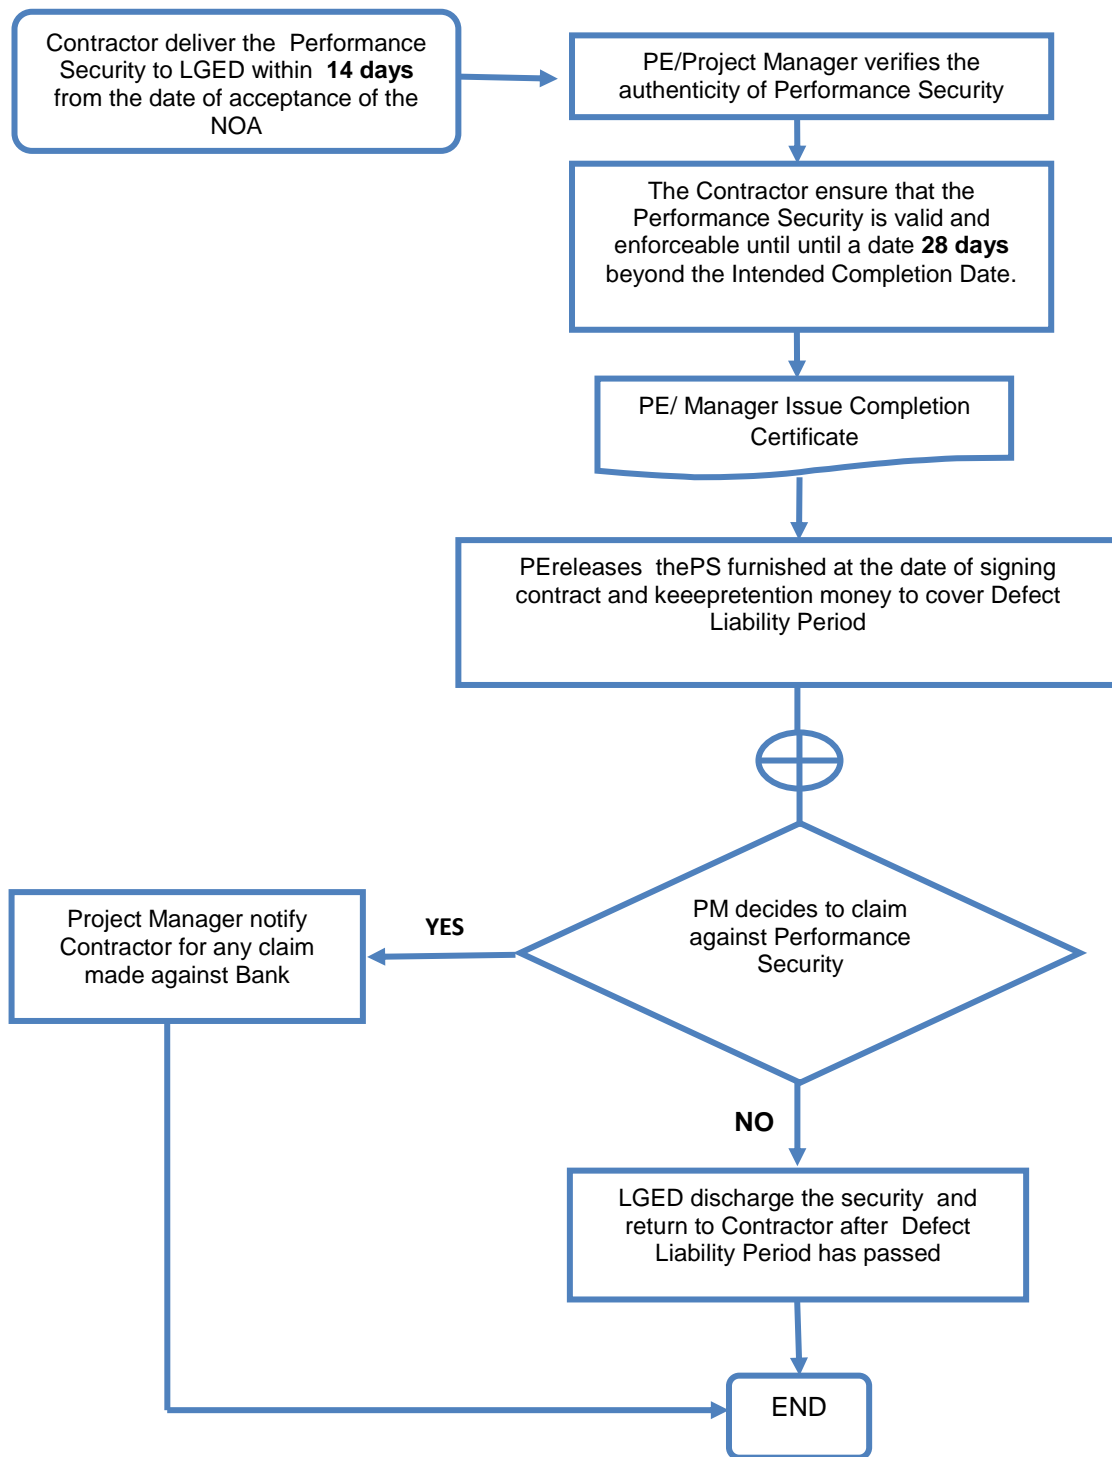 Contractor deliver the Performance
Security to LGED within 14 days
from the date of acceptance of the
NOA
PE/Project Manager verifies the
authenticity of Performance Security
The Contractor ensure that the
Performance Security is valid and
enforceable until until a date 28 days
beyond the Intended Completion Date.
PE/ Manager Issue Completion
Certificate
PEreleases thePS furnished at the date of signing
contract and keeepretention money to cover Defect
Liability Period
PM decides to claim
against Performance
Security
YES
Project Manager notify
Contractor for any claim
made against Bank
NO
LGED discharge the security and
return to Contractor after Defect
Liability Period has passed
END